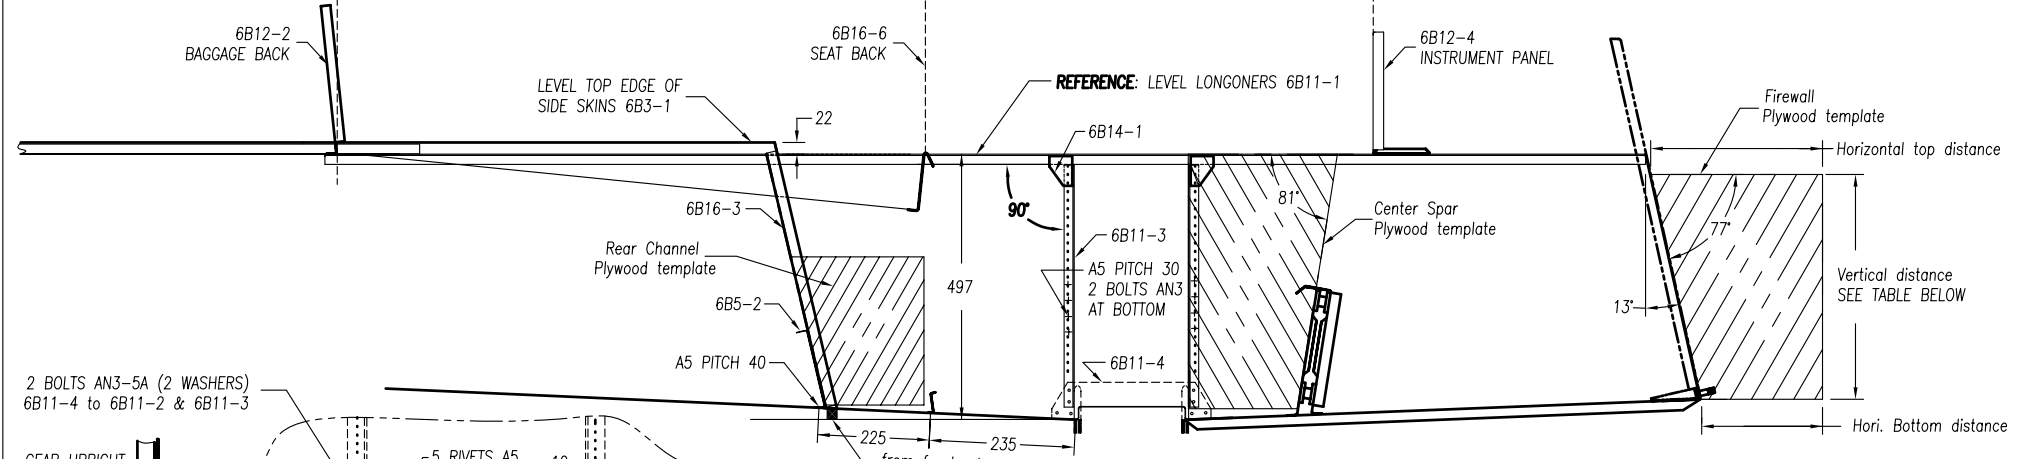 6B12-2
BAGGAGE BACK
6B16-6
SEAT BACK
6B12-4
INSTRUMENT PANEL
LEVEL TOP EDGE OF
SIDE SKINS 6B3-1
REFERENCE: LEVEL LONGONERS 6B11-1
Firewall
Plywood template
22
6B14-1
Horizontal top distance
6B16-3
90°
81°
Center Spar
Plywood template
77°
Rear Channel
Plywood template
6B11-3
A5 PITCH 30
2 BOLTS AN3
AT BOTTOM
497
Vertical distance
SEE TABLE BELOW
6B5-2
13°
A5 PITCH 40
6B11-4
2 BOLTS AN3-5A (2 WASHERS)
6B11-4 to 6B11-2 & 6B11-3
225
235
Hori. Bottom distance
GEAR UPRIGHT
5 RIVETS A5